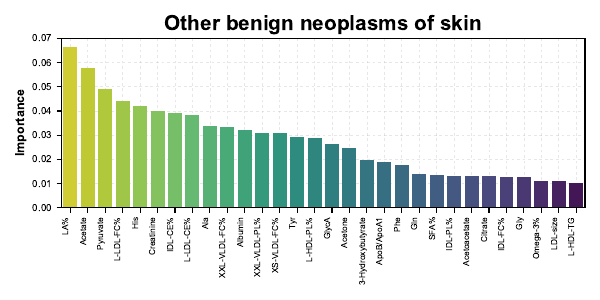 Other benign neoplasms of skin
Importance
0.07
0.06
0.05
0.04
0.03
0.02
0.01
0.00
LA%
Acetate
Pyruvate
L-LDL-FC%
His
Creatinine
IDL-CE%
L-LDL-CE%
Ala
XXL-VLDL-FC%
Albumin
XXL-VLDL-PL%
XS-VLDL-FC%
Tyr
L-HDL-PL%
GlycA
Acetone
3-Hydroxybutyrate
ApoB/ApoA1
Phe
Gln
SFA%
IDL-PL%
Acetoacetate
Citrate
IDL-FC%
Gly
Omega-3%
LDL-size
L-HDL-TG